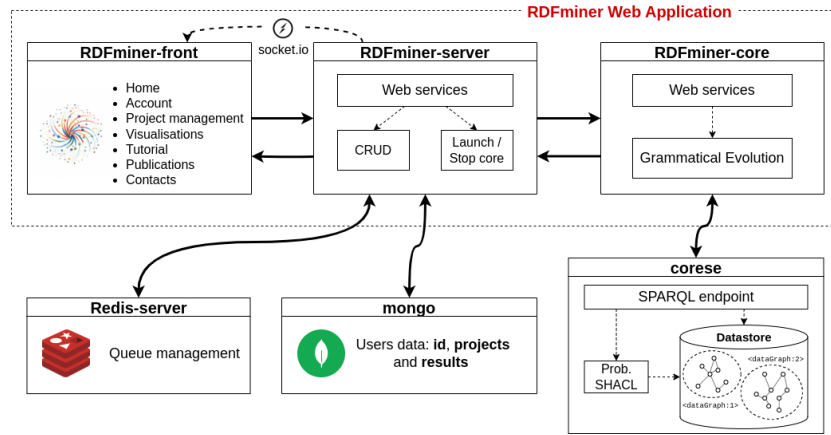 RDFminer Web Application
RDFminer-front
socket.io
RDFminer-server
RDFminer-core
Home
Account
Project management
Visualisations
Tutorial
Publications
Contacts
Web services
CRUD
Launch /
Stop core
Web services
Grammatical Evolution
Redis-server
Queue management
mongo
Users data: id, projects
and results
corese
SPARQL endpoint
Datastore
Prob.
SHACL
<dataGraph:2>
<dataGraph:1>